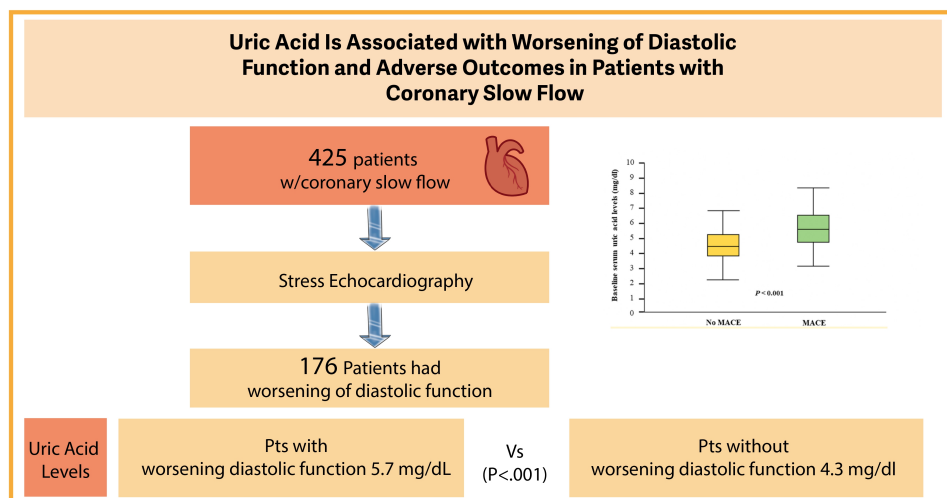 Uric Acid Is Associated with Worsening of Diastolic
Function and Adverse Outcomes in Patients with
Coronary Slow Flow
425 patients
w/coronary slow flow
Stress Echocardiography
176 Patients had
worsening of diastolic function
Baseline serum uric acid levels (mg/dl)
10
9
8
7
6
5
4
3
2
1
0
P < 0.001
No MACE
MACE
Uric Acid
Levels
Pts with
worsening diastolic function 5.7 mg/dL
Vs
(P<.001)
Pts without
worsening diastolic function 4.3 mg/dl